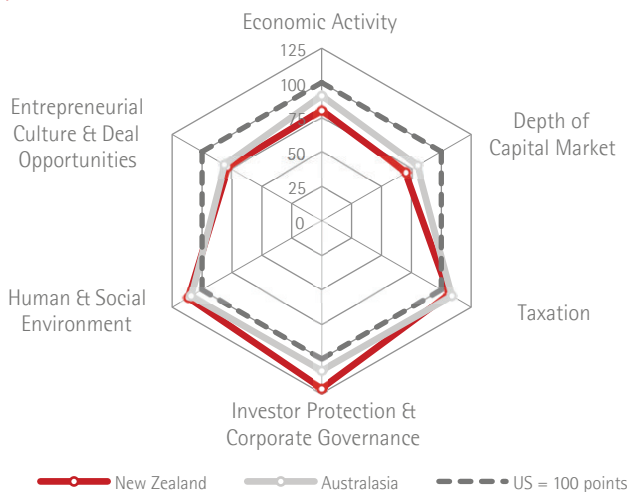 Economic Activity
125
100
75
50
25
0
Depth of
Capital Market
Taxation
Investor Protection &
Corporate Governance
Human & Social
Environment
Entrepreneurial
Culture & Deal
Opportunities
New Zealand
Australasia
US = 100 points